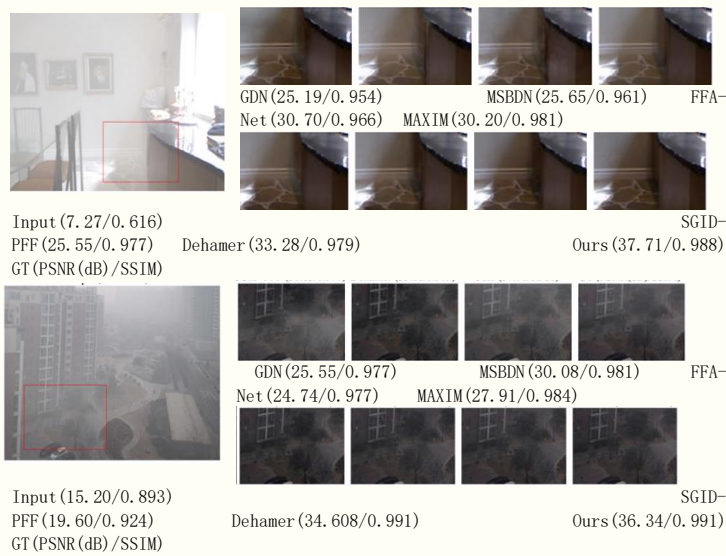 GDN(25.19/0.954) MSBDN(25.65/0.961) FFA-
Net(30.70/0.966) MAXIM(30.20/0.981)
Input(7.27/0.616) SGID-
PFF(25.55/0.977) Dehamer(33.28/0.979) Ours(37.71/0.988)
GT(PSNR(dB)/SSIM)
GDN(25.55/0.977) MSBDN(30.08/0.981) FFA-
Net(24.74/0.977) MAXIM(27.91/0.984)
Input(15.20/0.893) SGID-
PFF(19.60/0.924) Dehamer(34.608/0.991) Ours(36.34/0.991)
GT(PSNR(dB)/SSIM)